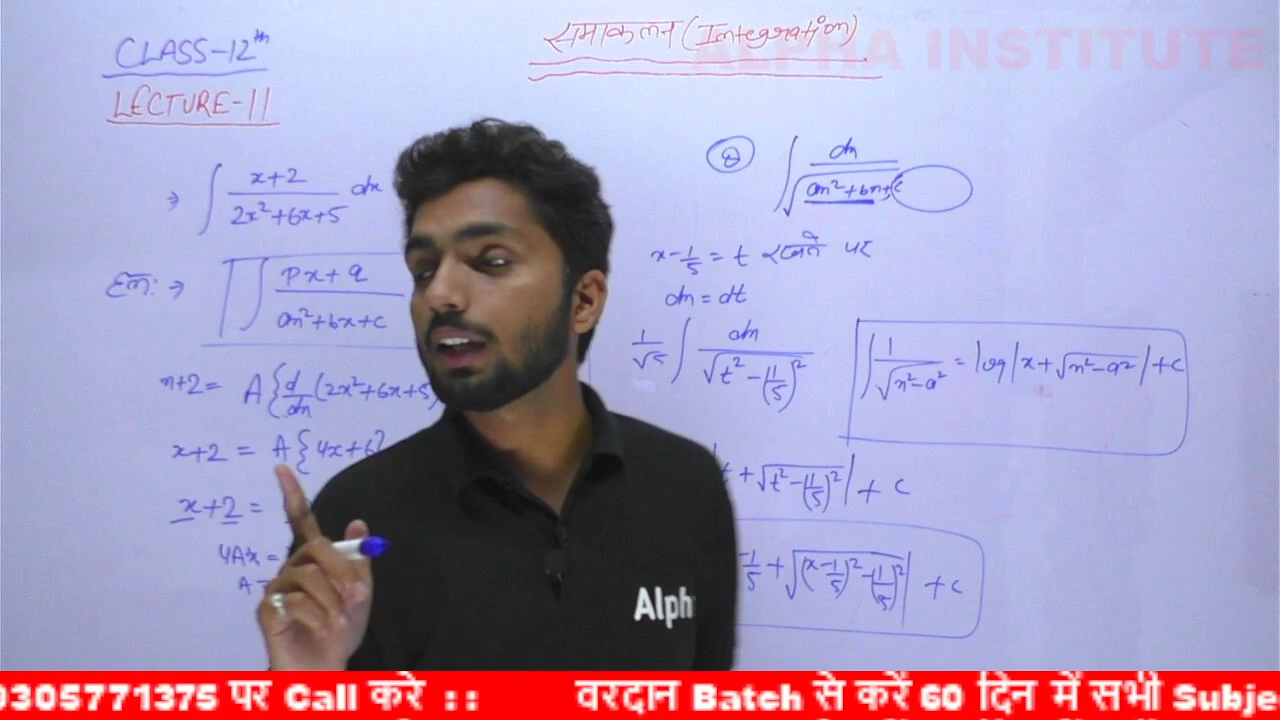 CLASS-12th
समाकलन (Integration)
ALPHA INSTITUTE
LECTURE-11
⇒ ∫ x+2 / 2x²+6x+5 dx
हल: → ∫ px+q / ax²+bx+c
x+2 = A{d/dx(2x²+6x+5)
x+2 = A{4x+6}
x+2 =
4Ax =
A
Q ∫ dx / √ax²+bx+c
x-1/5 = t रखने पर
dx = dt
1/√5 ∫ dx / √t²-(1/5)²
∫ 1/√x²-a² = log|x+√x²-a²|+c
t + √t²-(1/5)²| + c
-1/5 + √(x-1/5)²-(1/5)²| + c
Alph
0305771375 पर Call करे : : वरदान Batch से करें 60 दिन में सभी Subje